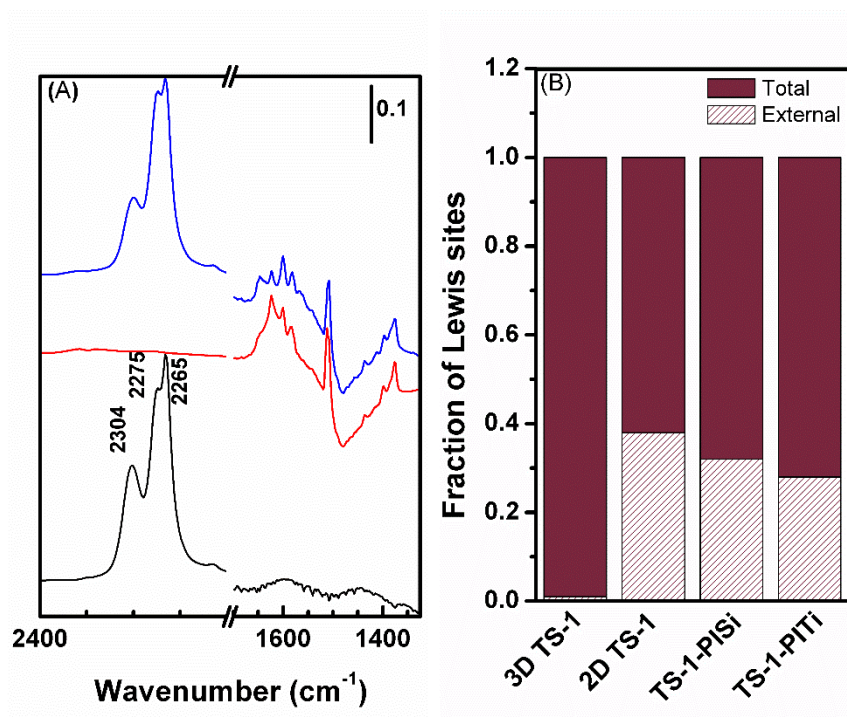 (A)
0.1
2304
2275
2265
2400
1600
1400
Wavenumber (cm⁻¹)
(B)
Total
External
Fraction of Lewis sites
1.2
1.0
0.8
0.6
0.4
0.2
0.0
3D TS-1
2D TS-1
TS-1-PISi
TS-1-PITi